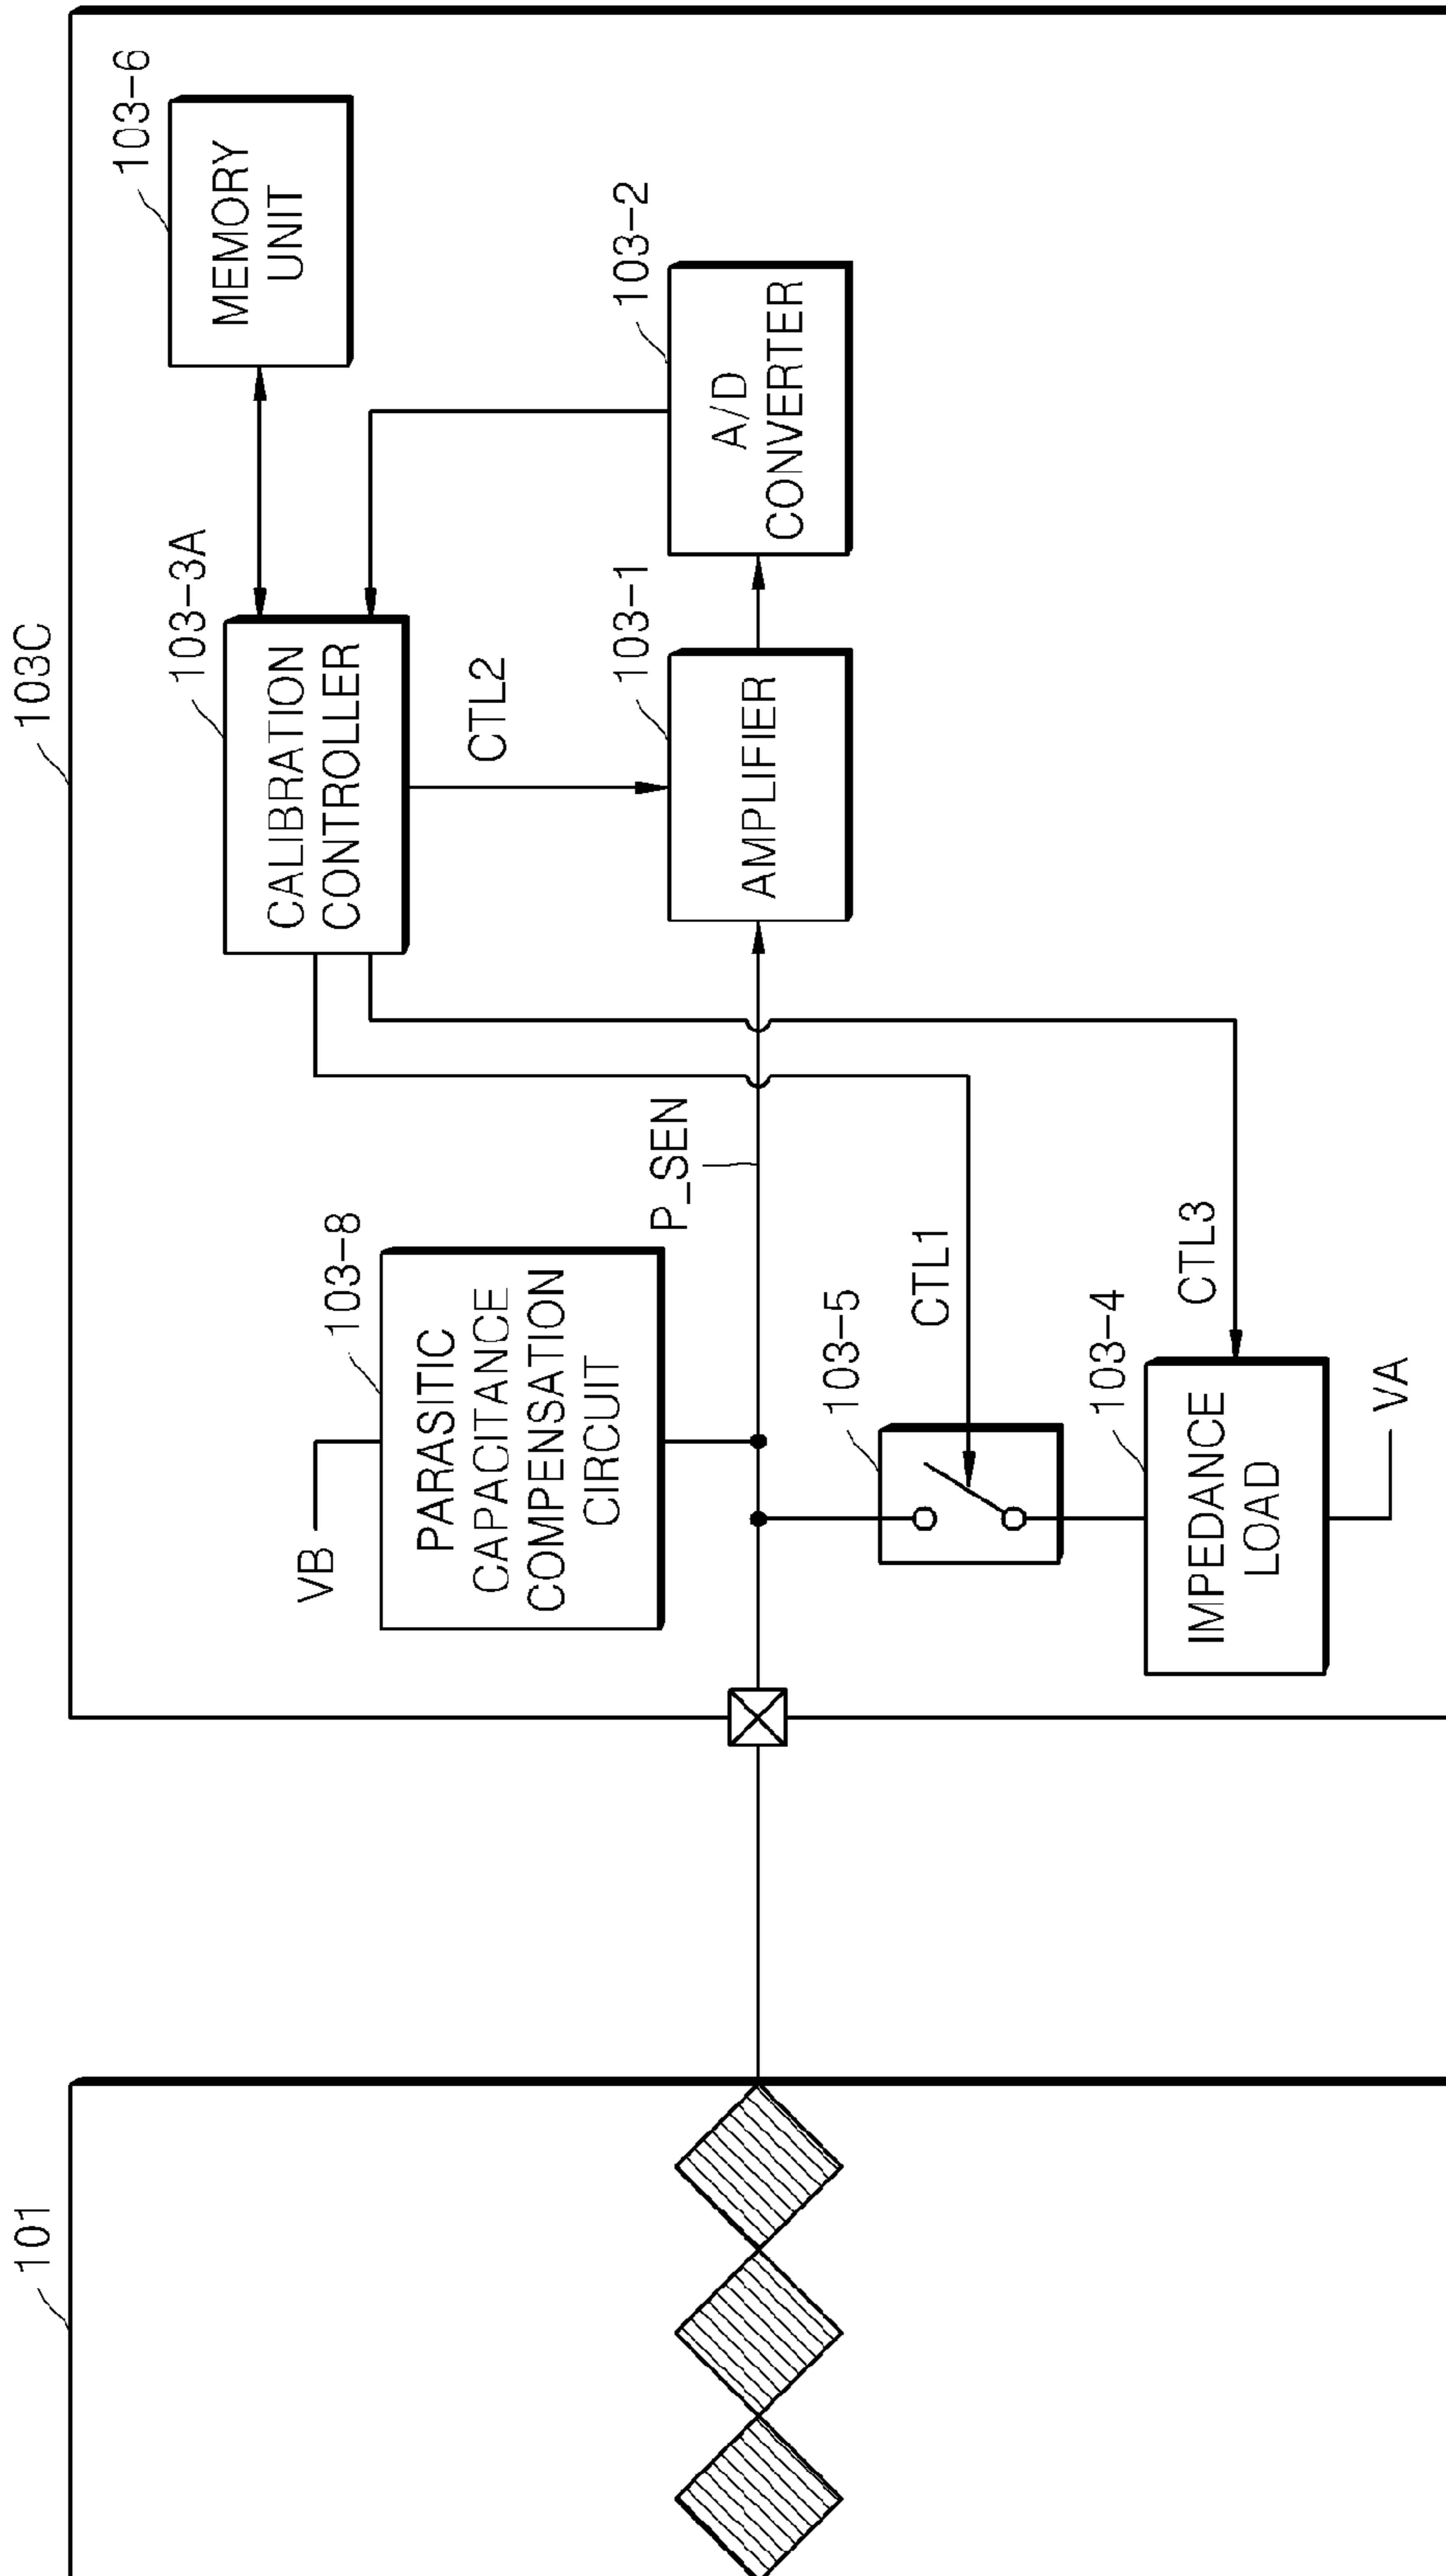 101
103C
VB
PARASITIC
CAPACITANCE
COMPENSATION
CIRCUIT
103-8
CALIBRATION
CONTROLLER
103-3A
MEMORY
UNIT
103-6
P_SEN
CTL2
AMPLIFIER
103-1
A/D
CONVERTER
103-2
103-5
CTL1
IMPEDANCE
LOAD
103-4
CTL3
VA